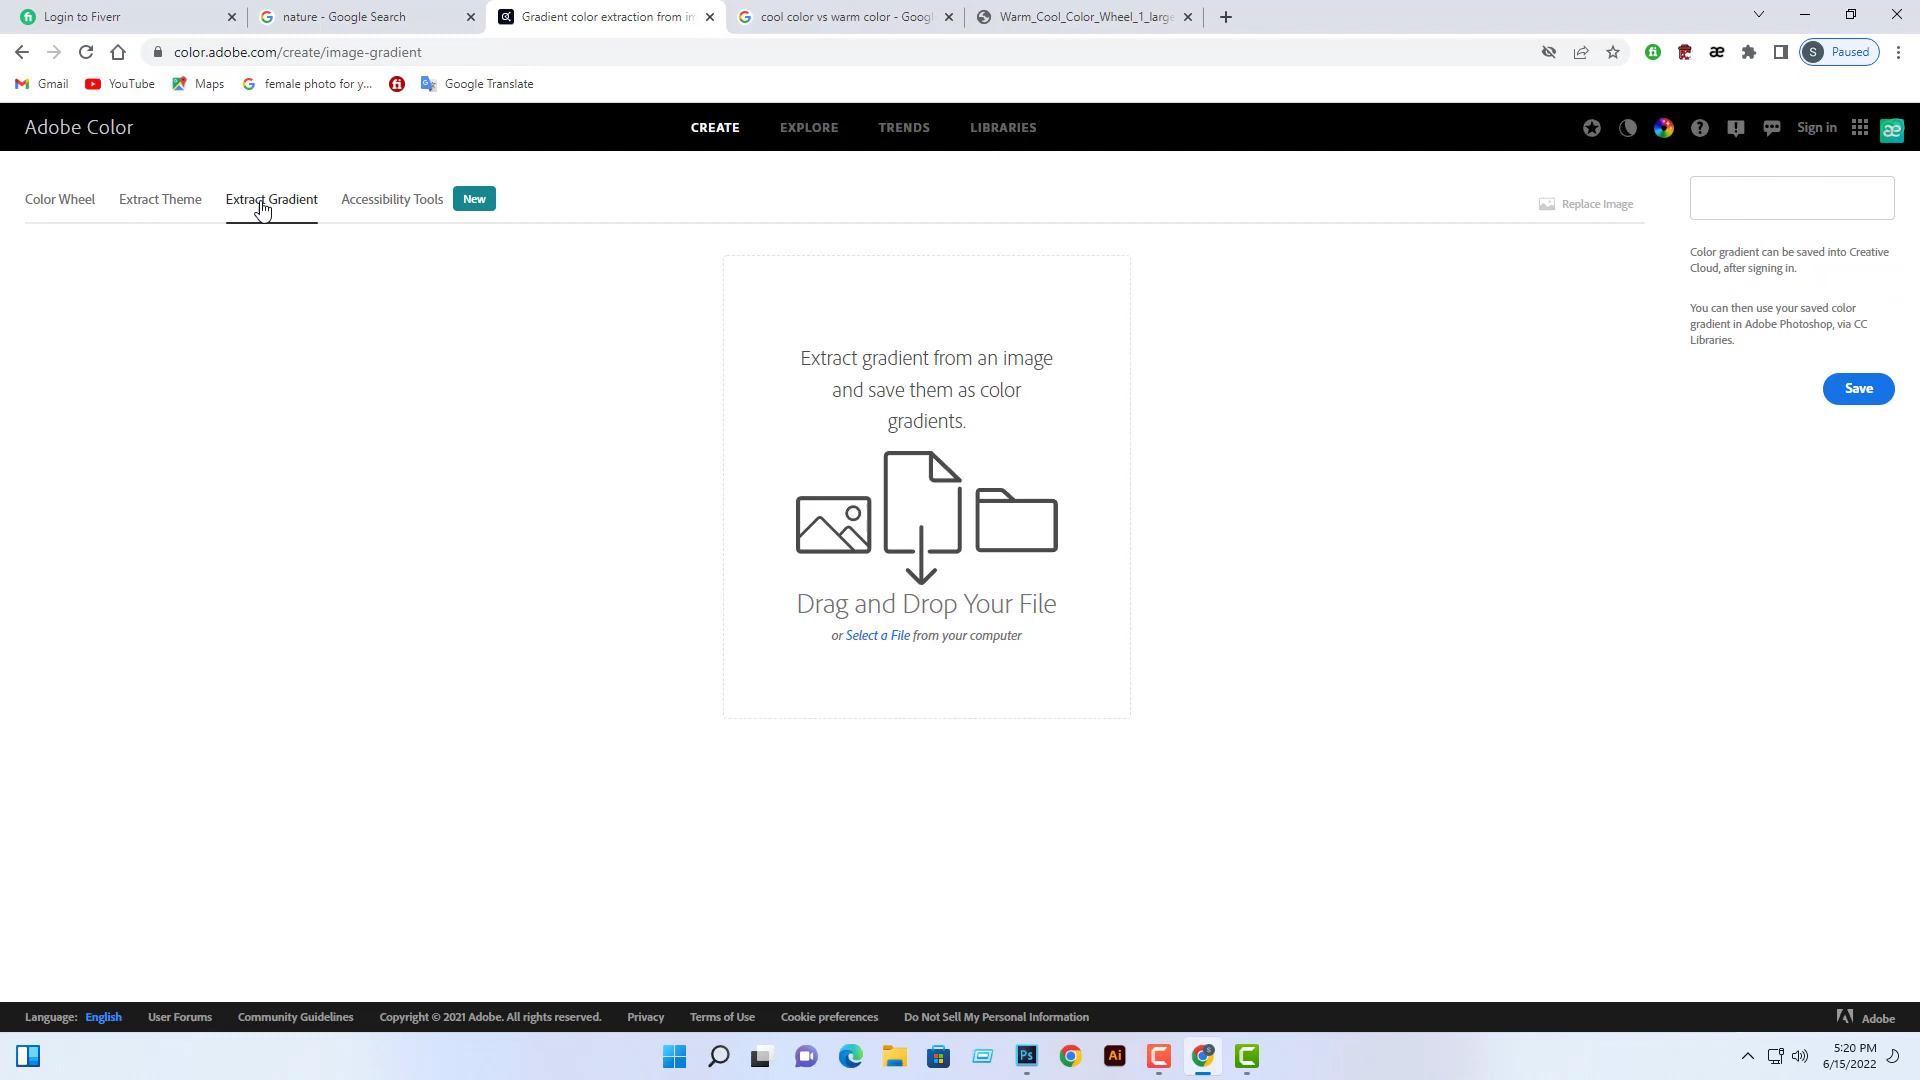 Login to Fiverr
nature - Google Search
Gradient color extraction from im
cool color vs warm color - Googl
Warm_Cool_Color_Wheel_1_large
color.adobe.com/create/image-gradient
S Paused
Gmail
YouTube
Maps
female photo for y...
Google Translate
Adobe Color
CREATE
EXPLORE
TRENDS
LIBRARIES
Sign in
Color Wheel
Extract Theme
Extract Gradient
Accessibility Tools
New
Replace Image
Color gradient can be saved into Creative
Cloud, after signing in.
You can then use your saved color
gradient in Adobe Photoshop, via CC
Libraries.
Save
Extract gradient from an image
and save them as color
gradients.
Drag and Drop Your File
or Select a File from your computer
Language: English
User Forums
Community Guidelines
Copyright © 2021 Adobe. All rights reserved.
Privacy
Terms of Use
Cookie preferences
Do Not Sell My Personal Information
Adobe
Ps
Ai
5:20 PM
6/15/2022